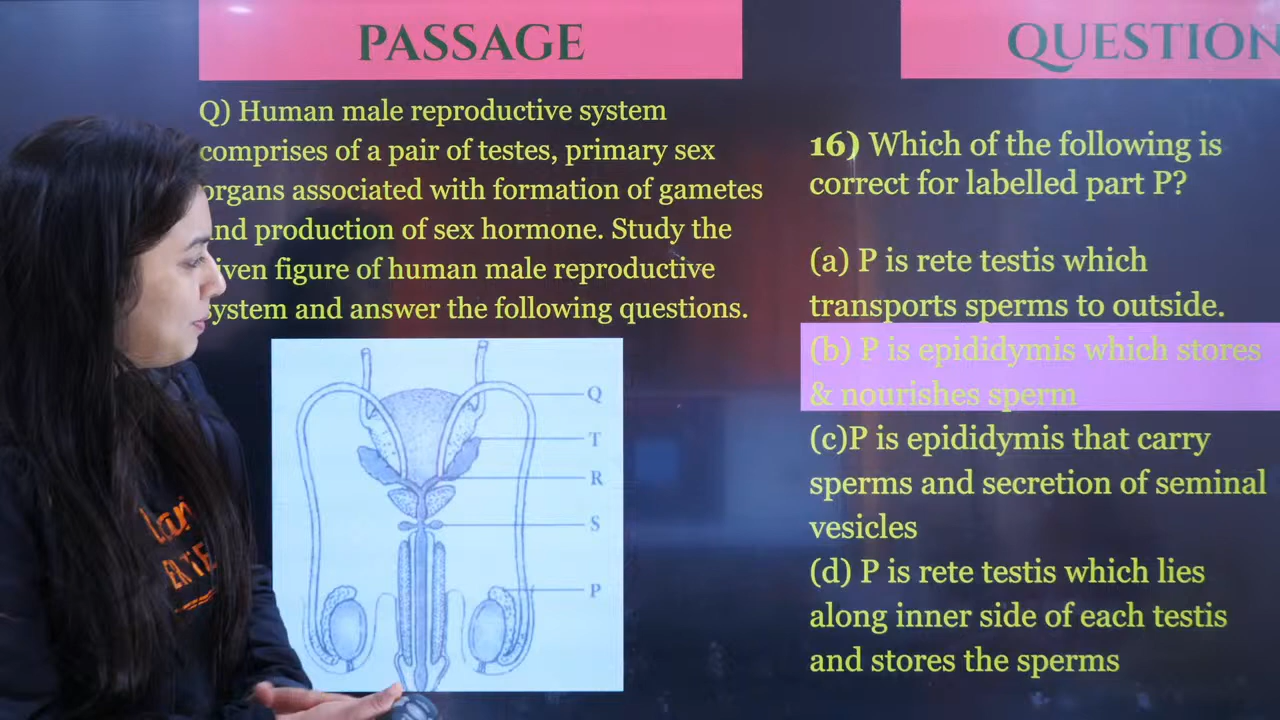 PASSAGE
Q) Human male reproductive system
comprises of a pair of testes, primary sex
organs associated with formation of gametes
and production of sex hormone. Study the
given figure of human male reproductive
system and answer the following questions.
Q
T
R
S
P
QUESTION
16) Which of the following is
correct for labelled part P?
(a) P is rete testis which
transports sperms to outside.
(b) P is epididymis which stores
& nourishes sperm
(c)P is epididymis that carry
sperms and secretion of seminal
vesicles
(d) P is rete testis which lies
along inner side of each testis
and stores the sperms